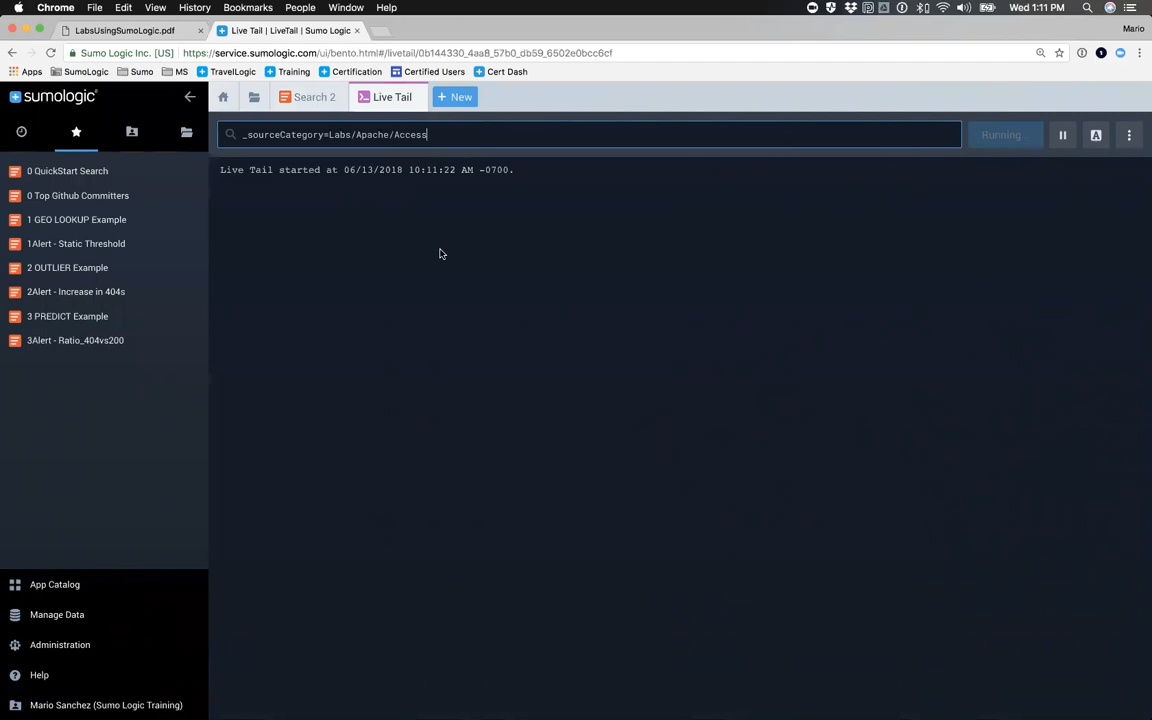 Chrome File Edit View History Bookmarks People Window Help
Wed 1:11 PM
LabsUsingSumoLogic.pdf
Live Tail | LiveTail | Sumo Logic
Mario
Sumo Logic Inc. [US] https://service.sumologic.com/ui/bento.html#/livetail/0b144330_4aa8_57b0_db59_6502e0bcc6cf
Apps SumoLogic Sumo MS TravelLogic Training Certification Certified Users Cert Dash
sumologic
Search 2
Live Tail
+ New
_sourceCategory=Labs/Apache/Access
Running...
A
Live Tail started at 06/13/2018 10:11:22 AM -0700.
0 QuickStart Search
0 Top Github Committers
1 GEO LOOKUP Example
1Alert - Static Threshold
2 OUTLIER Example
2Alert - Increase in 404s
3 PREDICT Example
3Alert - Ratio_404vs200
App Catalog
Manage Data
Administration
Help
Mario Sanchez (Sumo Logic Training)